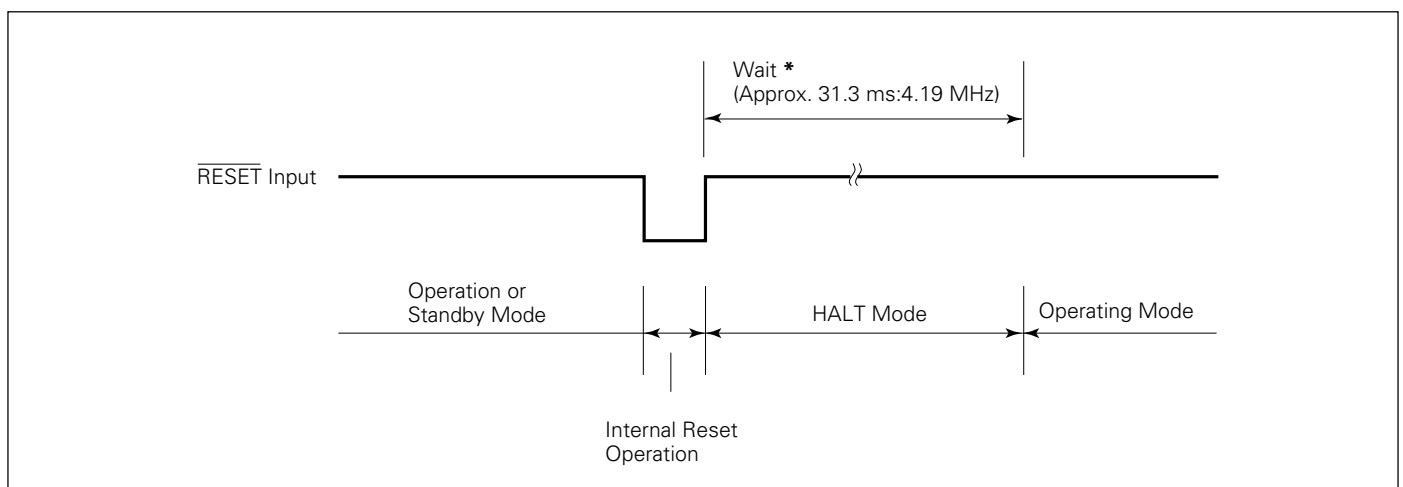 Wait *
(Approx. 31.3 ms:4.19 MHz)
RESET Input
Operation or
Standby Mode
HALT Mode
Operating Mode
Internal Reset
Operation